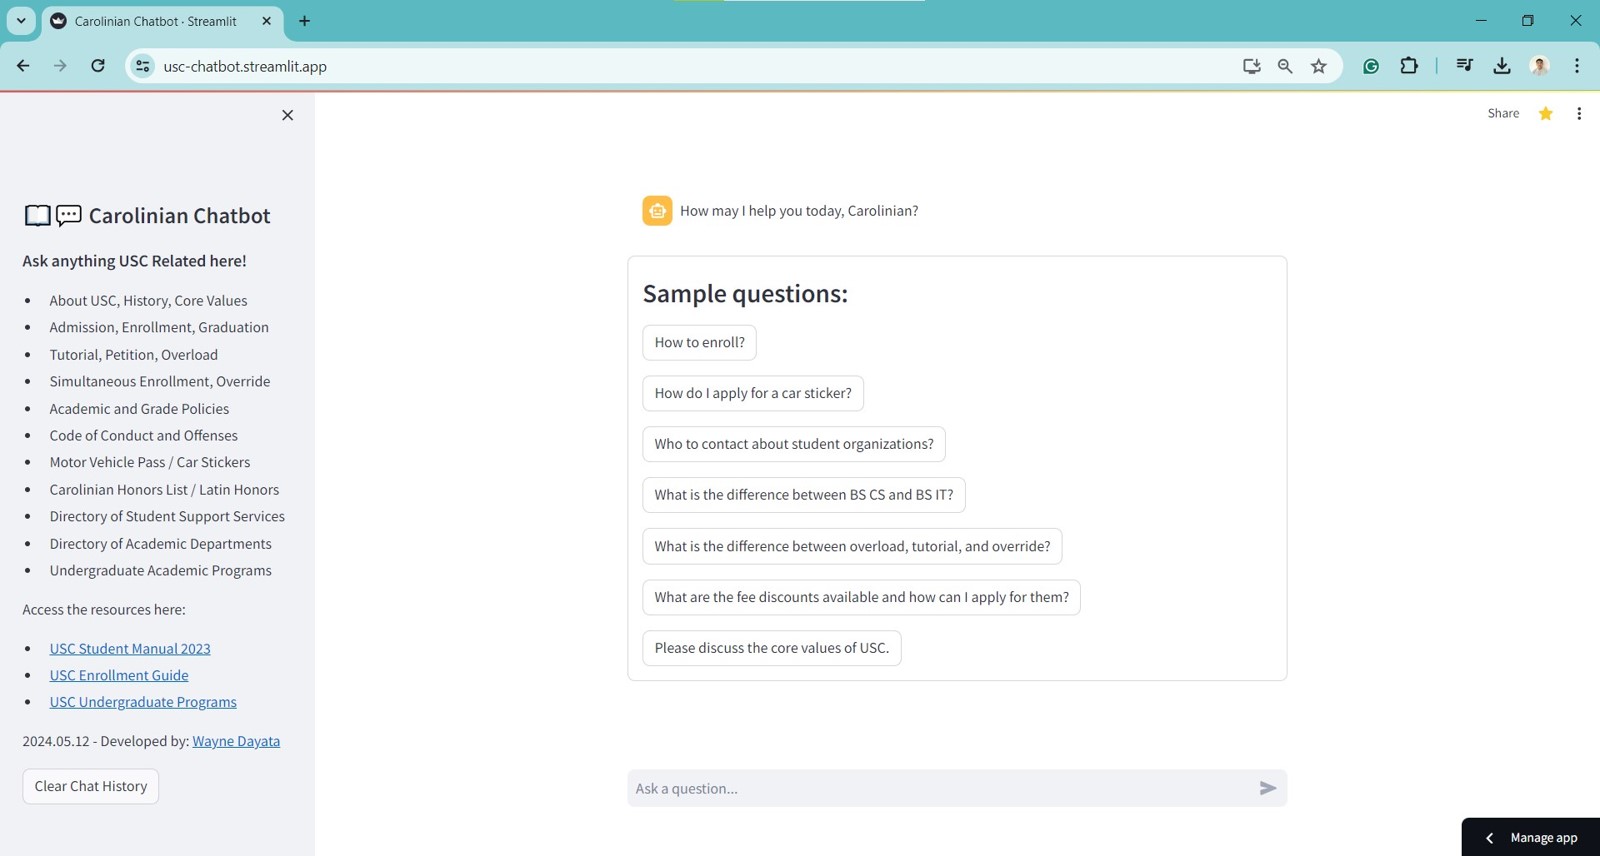 Carolinian Chatbot · Streamlit
usc-chatbot.streamlit.app
Share
Carolinian Chatbot
Ask anything USC Related here!
About USC, History, Core Values
Admission, Enrollment, Graduation
Tutorial, Petition, Overload
Simultaneous Enrollment, Override
Academic and Grade Policies
Code of Conduct and Offenses
Motor Vehicle Pass / Car Stickers
Carolinian Honors List / Latin Honors
Directory of Student Support Services
Directory of Academic Departments
Undergraduate Academic Programs
Access the resources here:
USC Student Manual 2023
USC Enrollment Guide
USC Undergraduate Programs
2024.05.12 - Developed by: Wayne Dayata
Clear Chat History
How may I help you today, Carolinian?
Sample questions:
How to enroll?
How do I apply for a car sticker?
Who to contact about student organizations?
What is the difference between BS CS and BS IT?
What is the difference between overload, tutorial, and override?
What are the fee discounts available and how can I apply for them?
Please discuss the core values of USC.
Ask a question...
Manage app